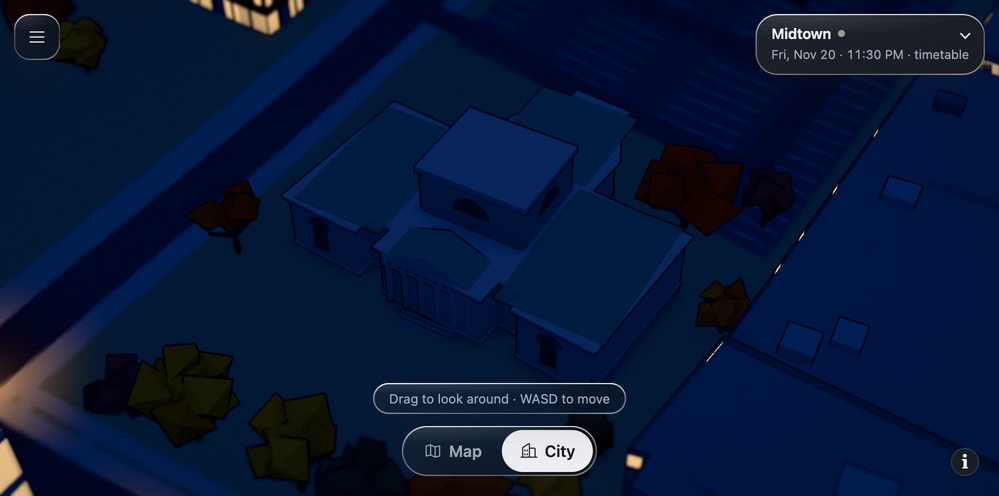 Midtown
Fri, Nov 20 · 11:30 PM · timetable
Drag to look around · WASD to move
Map
City
i